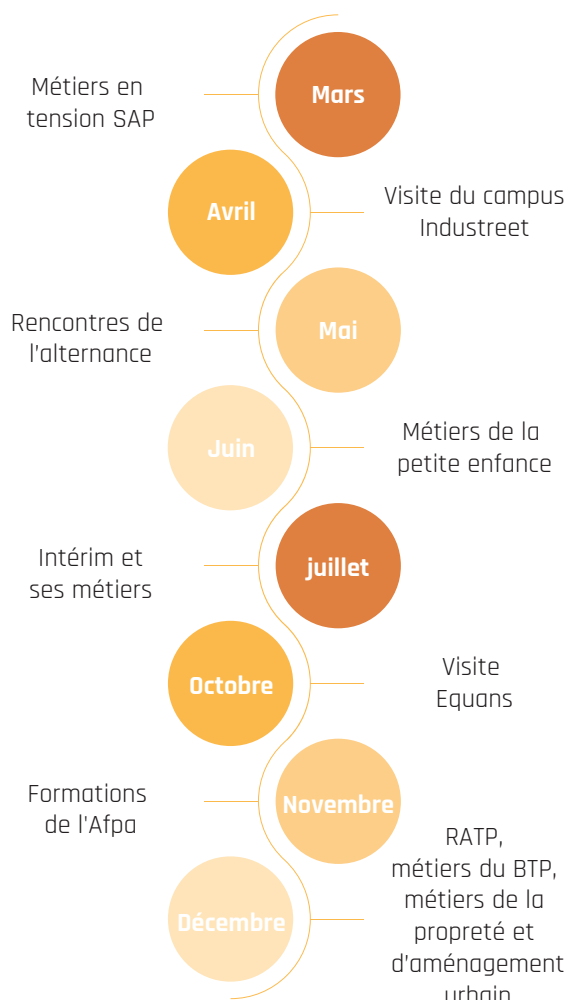 Métiers en
tension SAP
Mars
Avril
Visite du campus
Industreet
Rencontres de
l'alternance
Mai
Juin
Métiers de la
petite enfance
Intérim et
ses métiers
juillet
Octobre
Visite
Equans
Formations
de l'Afpa
Novembre
Décembre
RATP,
métiers du BTP,
métiers de la
propreté et
d'aménagement
urbain